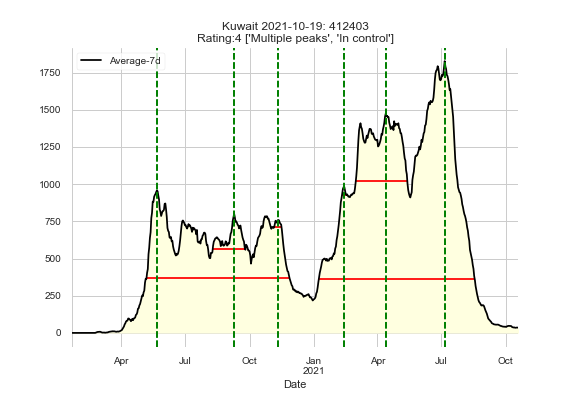 Kuwait 2021-10-19: 412403
Rating:4 ['Multiple peaks', 'In control']
Average-7d
1750
1500
1250
1000
750
500
250
0
Apr
Jul
Oct
Jan
2021
Apr
Jul
Oct
Date